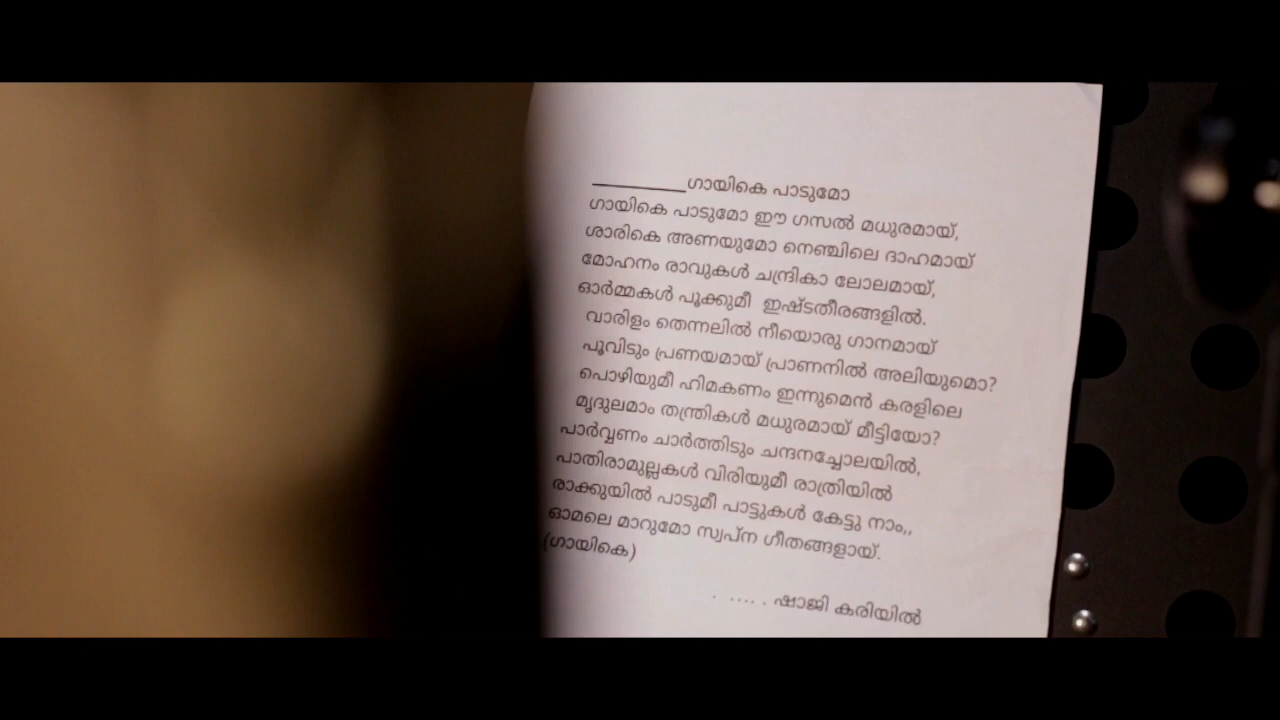 _________ഗായികെ പാടുമോ
ഗായികെ പാടുമോ ഈ ഗസൽ മധുരമായ്,
ശാരികെ അണയുമോ നെഞ്ചിലെ ദാഹമായ്
മോഹനം രാവുകൾ ചന്ദ്രികാ ലോലമായ്,
ഓർമ്മകൾ പൂക്കുമീ ഇഷ്ടതീരങ്ങളിൽ.
വാരിളം തെന്നലിൽ നീയൊരു ഗാനമായ്
പൂവിടും പ്രണയമായ് പ്രാണനിൽ അലിയുമൊ?
പൊഴിയുമീ ഹിമകണം ഇന്നുമെൻ കരളിലെ
മൃദുലമാം തന്ത്രികൾ മധുരമായ് മീട്ടിയോ?
പാർവ്വണം ചാർത്തിടും ചന്ദനച്ചോലയിൽ,
പാതിരാമുല്ലകൾ വിരിയുമീ രാത്രിയിൽ
രാക്കുയിൽ പാടുമീ പാട്ടുകൾ കേട്ടു നാം,,
ഓമലെ മാറുമോ സ്വപ്ന ഗീതങ്ങളായ്.
(ഗായികെ)
. .... . ഷാജി കരിയിൽ